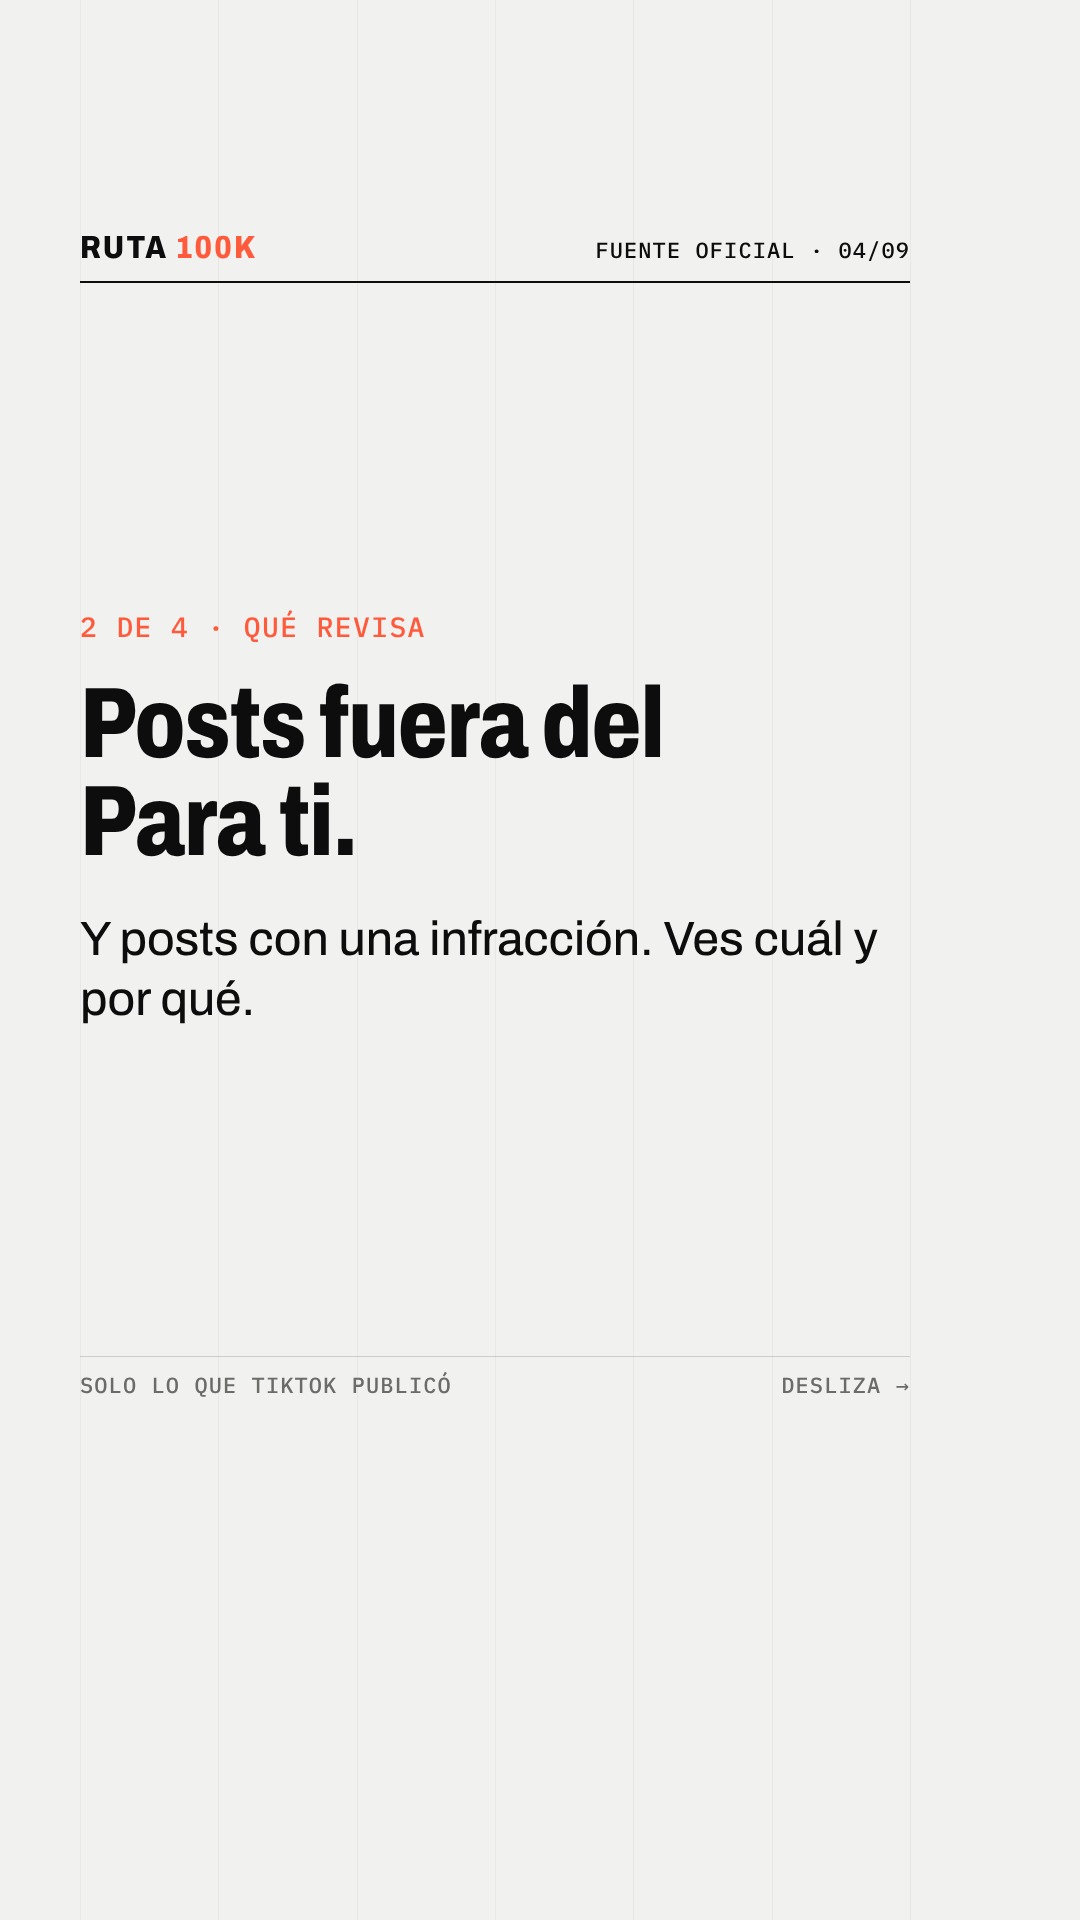 RUTA 100K
FUENTE OFICIAL · 04/09
2 DE 4 · QUÉ REVISA
Posts fuera del
Para ti.
Y posts con una infracción. Ves cuál y
por qué.
SOLO LO QUE TIKTOK PUBLICÓ
DESLIZA →